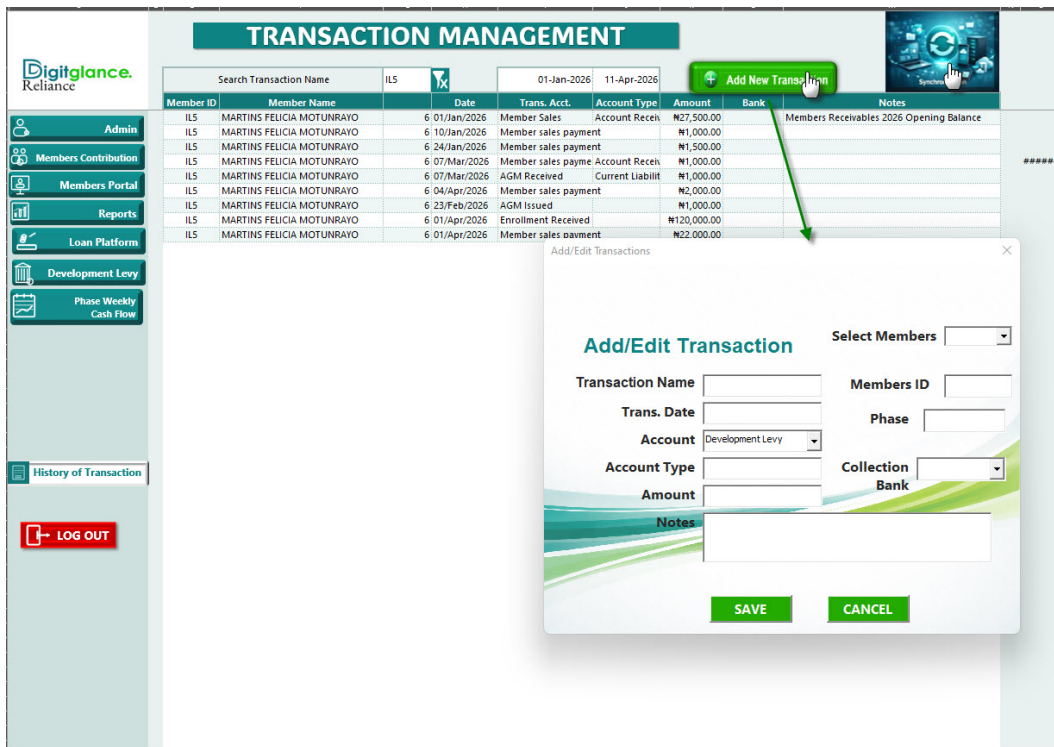 TRANSACTION MANAGEMENT
Digitglance.
Reliance
Search Transaction Name IL5 01-Jan-2026 11-Apr-2026 Add New Transaction
Member ID Member Name Date Trans. Acct. Account Type Amount Bank Notes
IL5 MARTINS FELICIA MOTUNRAYO 6 01/Jan/2026 Member Sales Account Receiv ₦27,500.00 Members Receivables 2026 Opening Balance
IL5 MARTINS FELICIA MOTUNRAYO 6 10/Jan/2026 Member sales payment ₦1,000.00
IL5 MARTINS FELICIA MOTUNRAYO 6 24/Jan/2026 Member sales payment ₦1,500.00
IL5 MARTINS FELICIA MOTUNRAYO 6 07/Mar/2026 Member sales payme Account Receiv ₦1,000.00 #####
IL5 MARTINS FELICIA MOTUNRAYO 6 07/Mar/2026 AGM Received Current Liabilit ₦1,000.00
IL5 MARTINS FELICIA MOTUNRAYO 6 04/Apr/2026 Member sales payment ₦2,000.00
IL5 MARTINS FELICIA MOTUNRAYO 6 23/Feb/2026 AGM Issued ₦1,000.00
IL5 MARTINS FELICIA MOTUNRAYO 6 01/Apr/2026 Enrollment Received ₦120,000.00
IL5 MARTINS FELICIA MOTUNRAYO 6 01/Apr/2026 Member sales payment ₦22,000.00
Admin
Members Contribution
Members Portal
Reports
Loan Platform
Development Levy
Phase Weekly
Cash Flow
History of Transaction
LOG OUT
Add/Edit Transactions
Add/Edit Transaction
Select Members
Transaction Name
Members ID
Trans. Date
Phase
Account Development Levy
Account Type
Collection
Bank
Amount
Notes
SAVE CANCEL